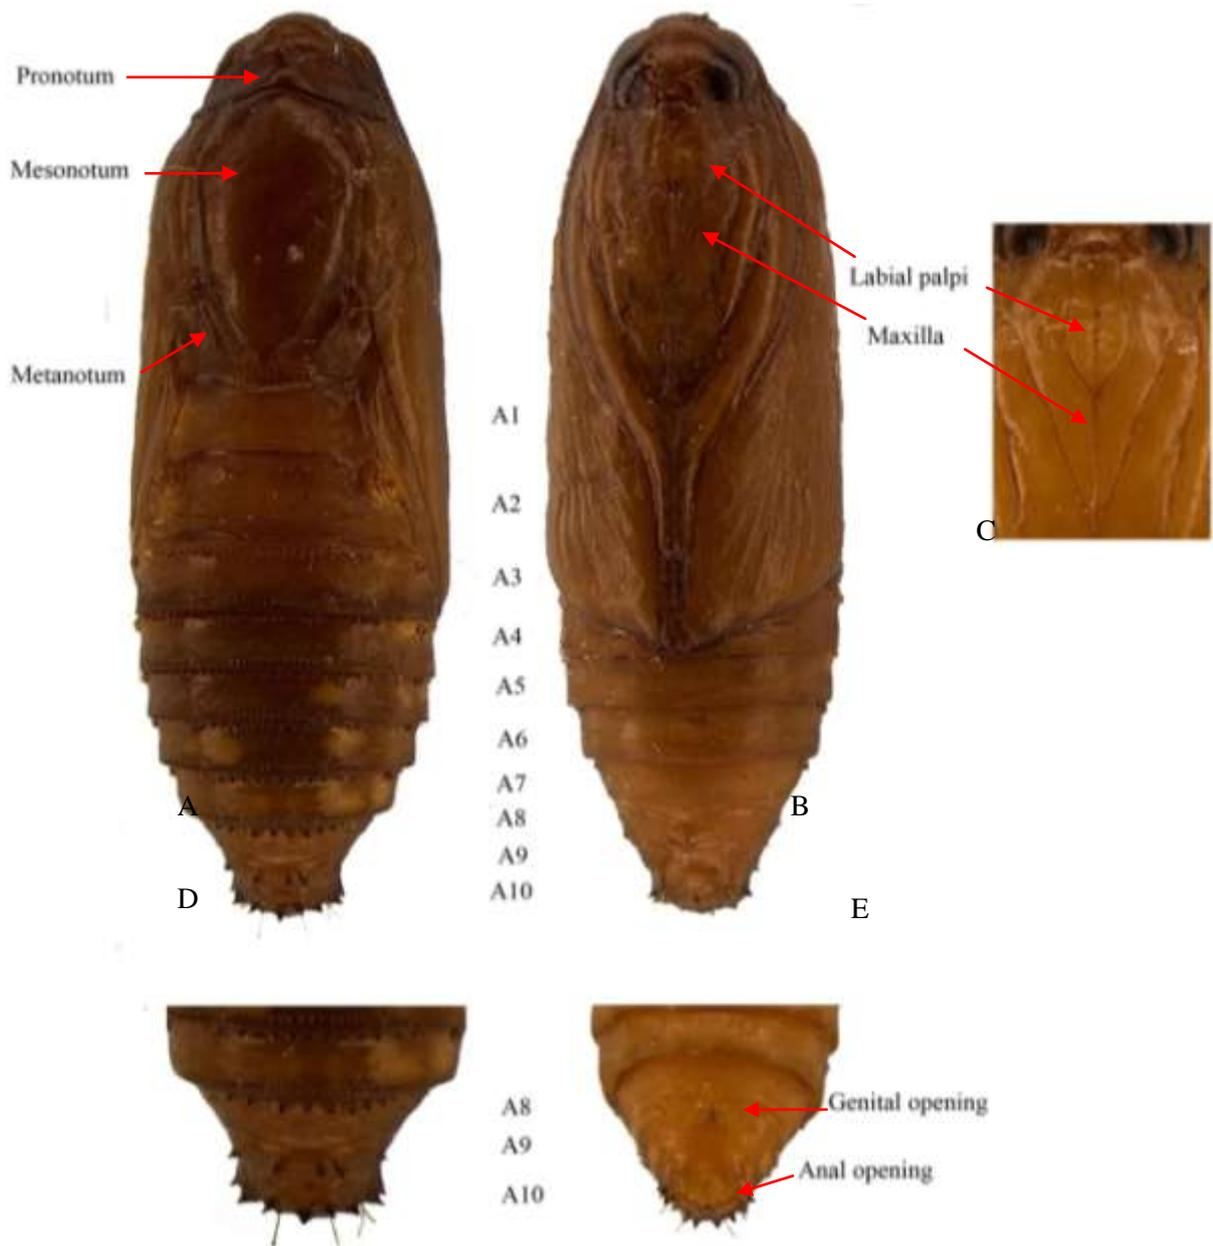 Pronotum
Mesonotum
Metanotum
Labial palpi
Maxilla
C
A1
A2
A3
A4
A5
A6
A7
A8
A9
A10
A
B
D
E
A8
A9
A10
Genital opening
Anal opening